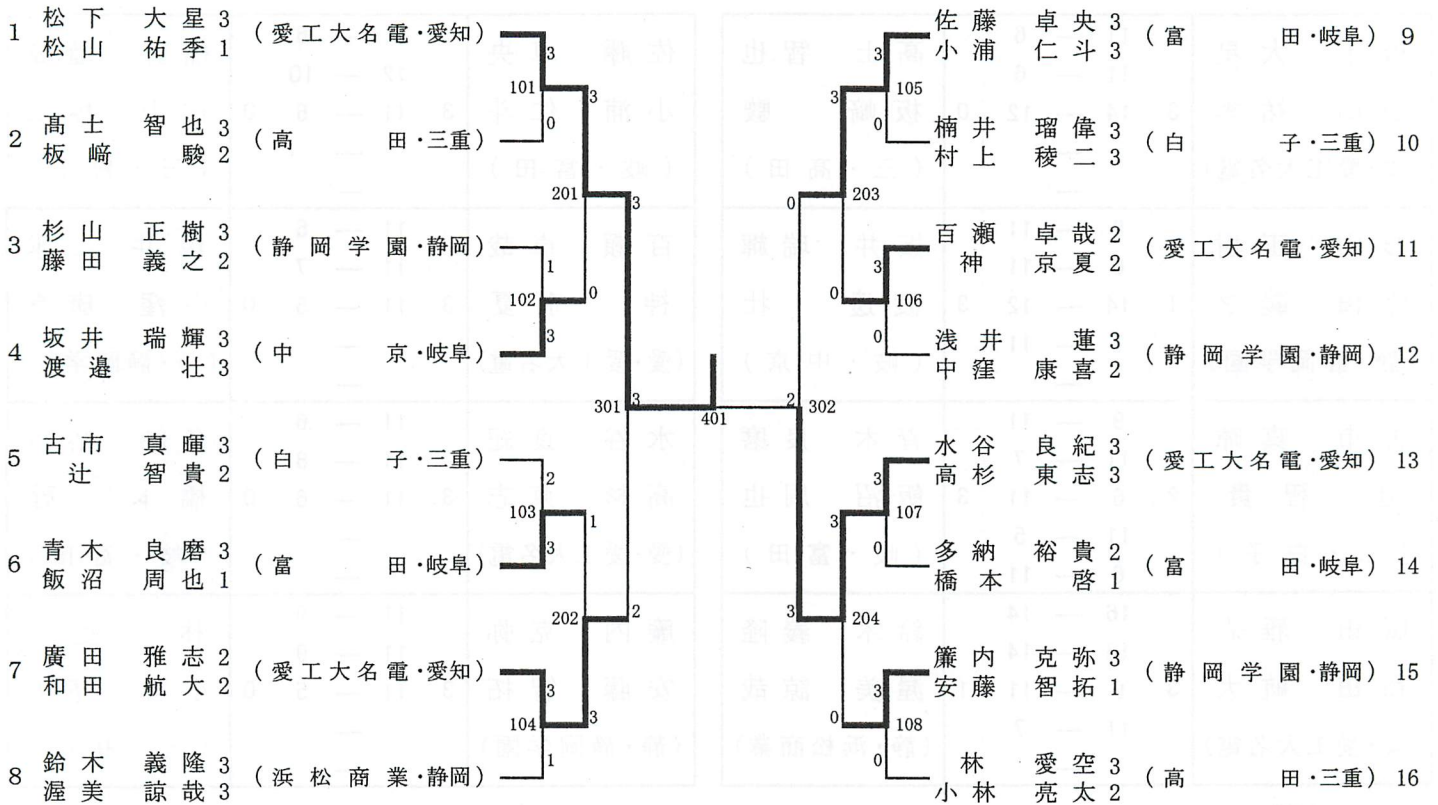 1 松下 大星 3
松山 祐季 1
(愛工大名電・愛知)
2 髙士 智也 3
板﨑 駿 2
(高田・三重)
3 杉山 正樹 3
藤田 義之 2
(静岡学園・静岡)
4 坂井 瑞輝 3
渡邉 壮 3
(中京・岐阜)
5 古市 真暉 3
辻 智貴 2
(白子・三重)
6 青木 良磨 3
飯沼 周也 1
(富田・岐阜)
7 廣田 雅志 2
和田 航大 2
(愛工大名電・愛知)
8 鈴木 義隆 3
渥美 諒哉 3
(浜松商業・静岡)
3
101
0
3
201
1
102
3
0
3
2
103
3
1
202
3
104
1
3
2
301
3
401
2
302
佐藤 卓央 3
小浦 仁斗 3
(富田・岐阜) 9
楠井 瑠偉 3
村上 稜二 3
(白子・三重) 10
百瀬 卓哉 2
神 京夏 2
(愛工大名電・愛知) 11
浅井 蓮 3
中窪 康喜 2
(静岡学園・静岡) 12
水谷 良紀 3
高杉 東志 3
(愛工大名電・愛知) 13
多納 裕貴 2
橋本 啓 1
(富田・岐阜) 14
簾内 克弥 3
安藤 智拓 1
(静岡学園・静岡) 15
林 愛空 3
小林 亮太 2
(高田・三重) 16
3
105
0
3
203
0
3
106
0
0
3
107
0
3
204
3
3
108
0
0